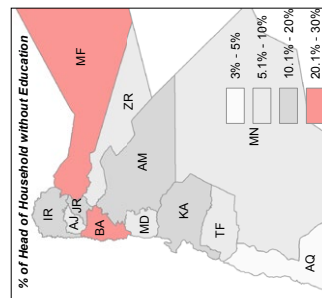 % of Head of Household without Education
IR
MF
AJ
JR
ZR
BA
AM
MD
KA
MN
TF
AQ
3% - 5%
5.1% - 10%
10.1% - 20%
20.1% - 30%